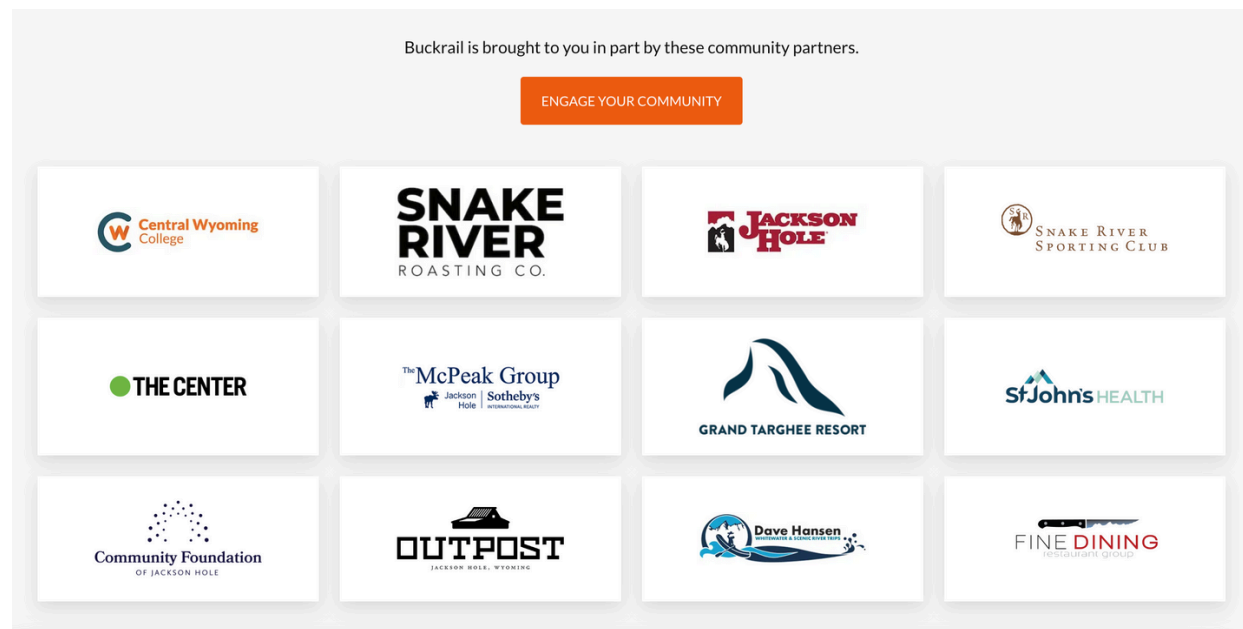 Buckrail is brought to you in part by these community partners.
ENGAGE YOUR COMMUNITY
CW
Central Wyoming
College
SNAKE
RIVER
ROASTING CO.
JACKSON
HOLE
S R
SNAKE RIVER
SPORTING CLUB
THE CENTER
The McPeak Group
Jackson
Hole
Sotheby's
INTERNATIONAL REALTY
GRAND TARGHEE RESORT
St John's HEALTH
Community Foundation
OF JACKSON HOLE
OUTPOST
JACKSON HOLE, WYOMING
Dave Hansen
WHITEWATER & SCENIC RIVER TRIPS
FINE DINING
restaurant group